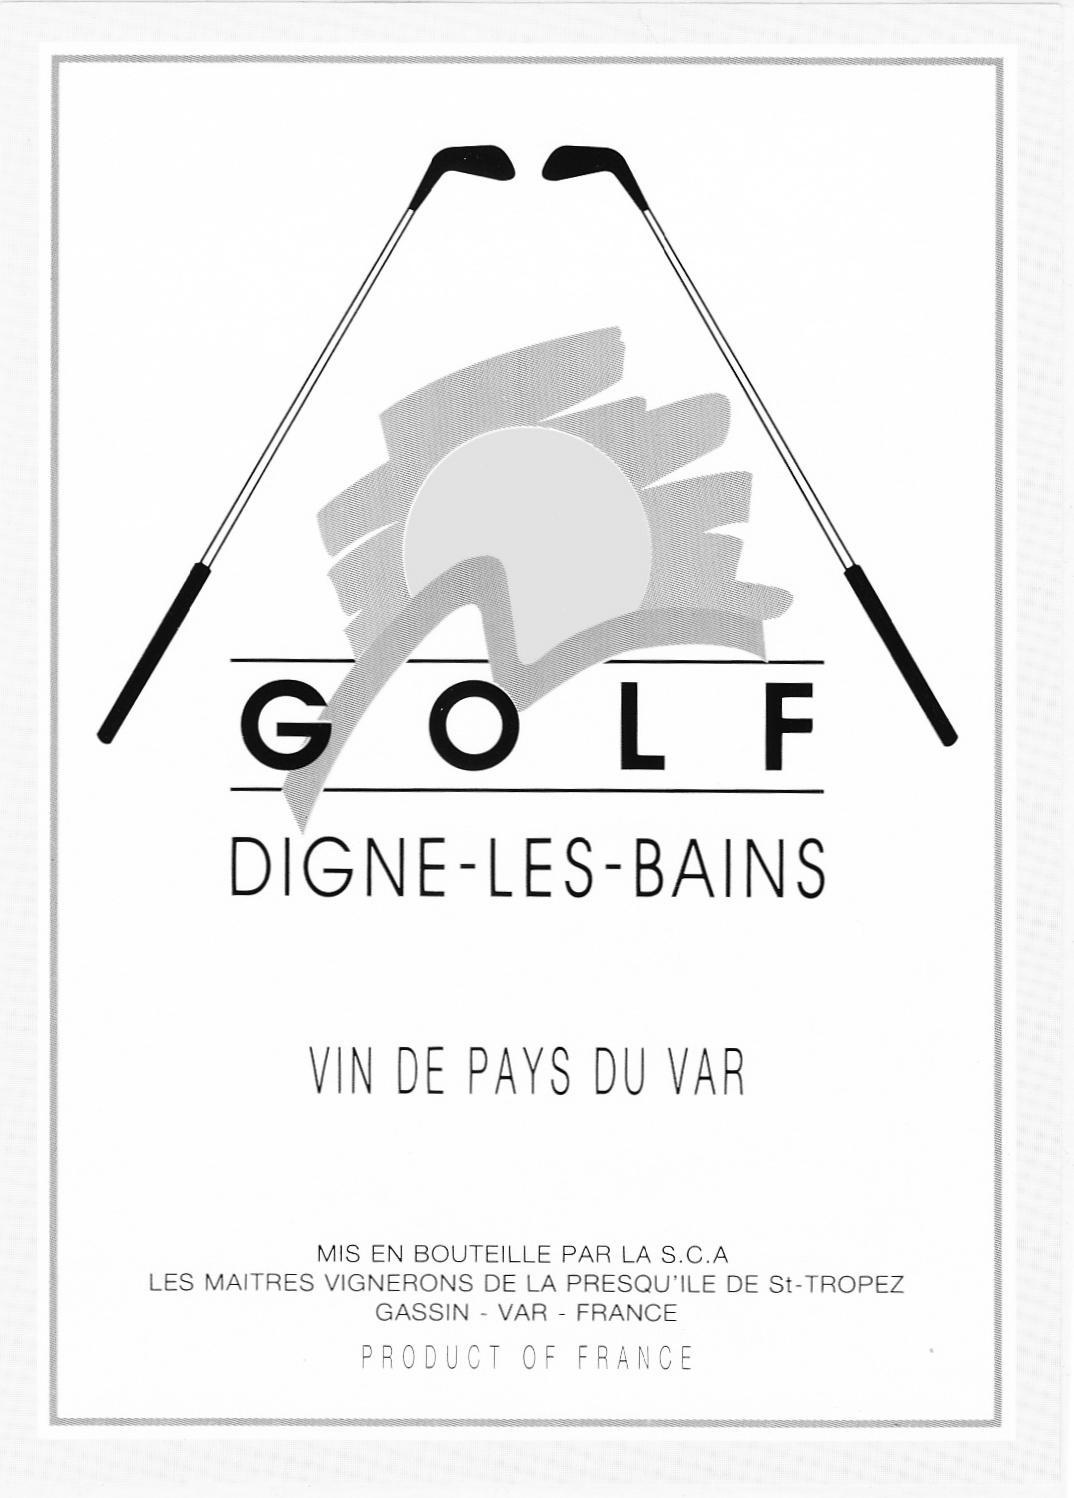 GOLF
DIGNE-LES-BAINS
VIN DE PAYS DU VAR
MIS EN BOUTEILLE PAR LA S.C.A
LES MAITRES VIGNERONS DE LA PRESQU'ILE DE St-TROPEZ
GASSIN - VAR - FRANCE
PRODUCT OF FRANCE